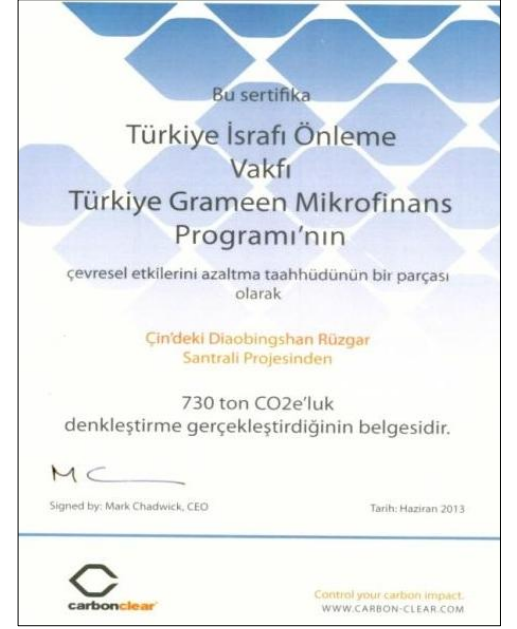 Bu sertifika
Türkiye İsrafı Önleme
Vakfı
Türkiye Grameen Mikrofinans
Programı'nın
çevresel etkilerini azaltma taahhüdünün bir parçası
olarak
Çin'deki Diaobingshan Rüzgar
Santrali Projesinden
730 ton CO2e'luk
denkleştirme gerçekleştirdiğinin belgesidir.
MC
Signed by: Mark Chadwick, CEO
Tarih: Haziran 2013
carbonclear
Control your carbon impact.
WWW.CARBON-CLEAR.COM